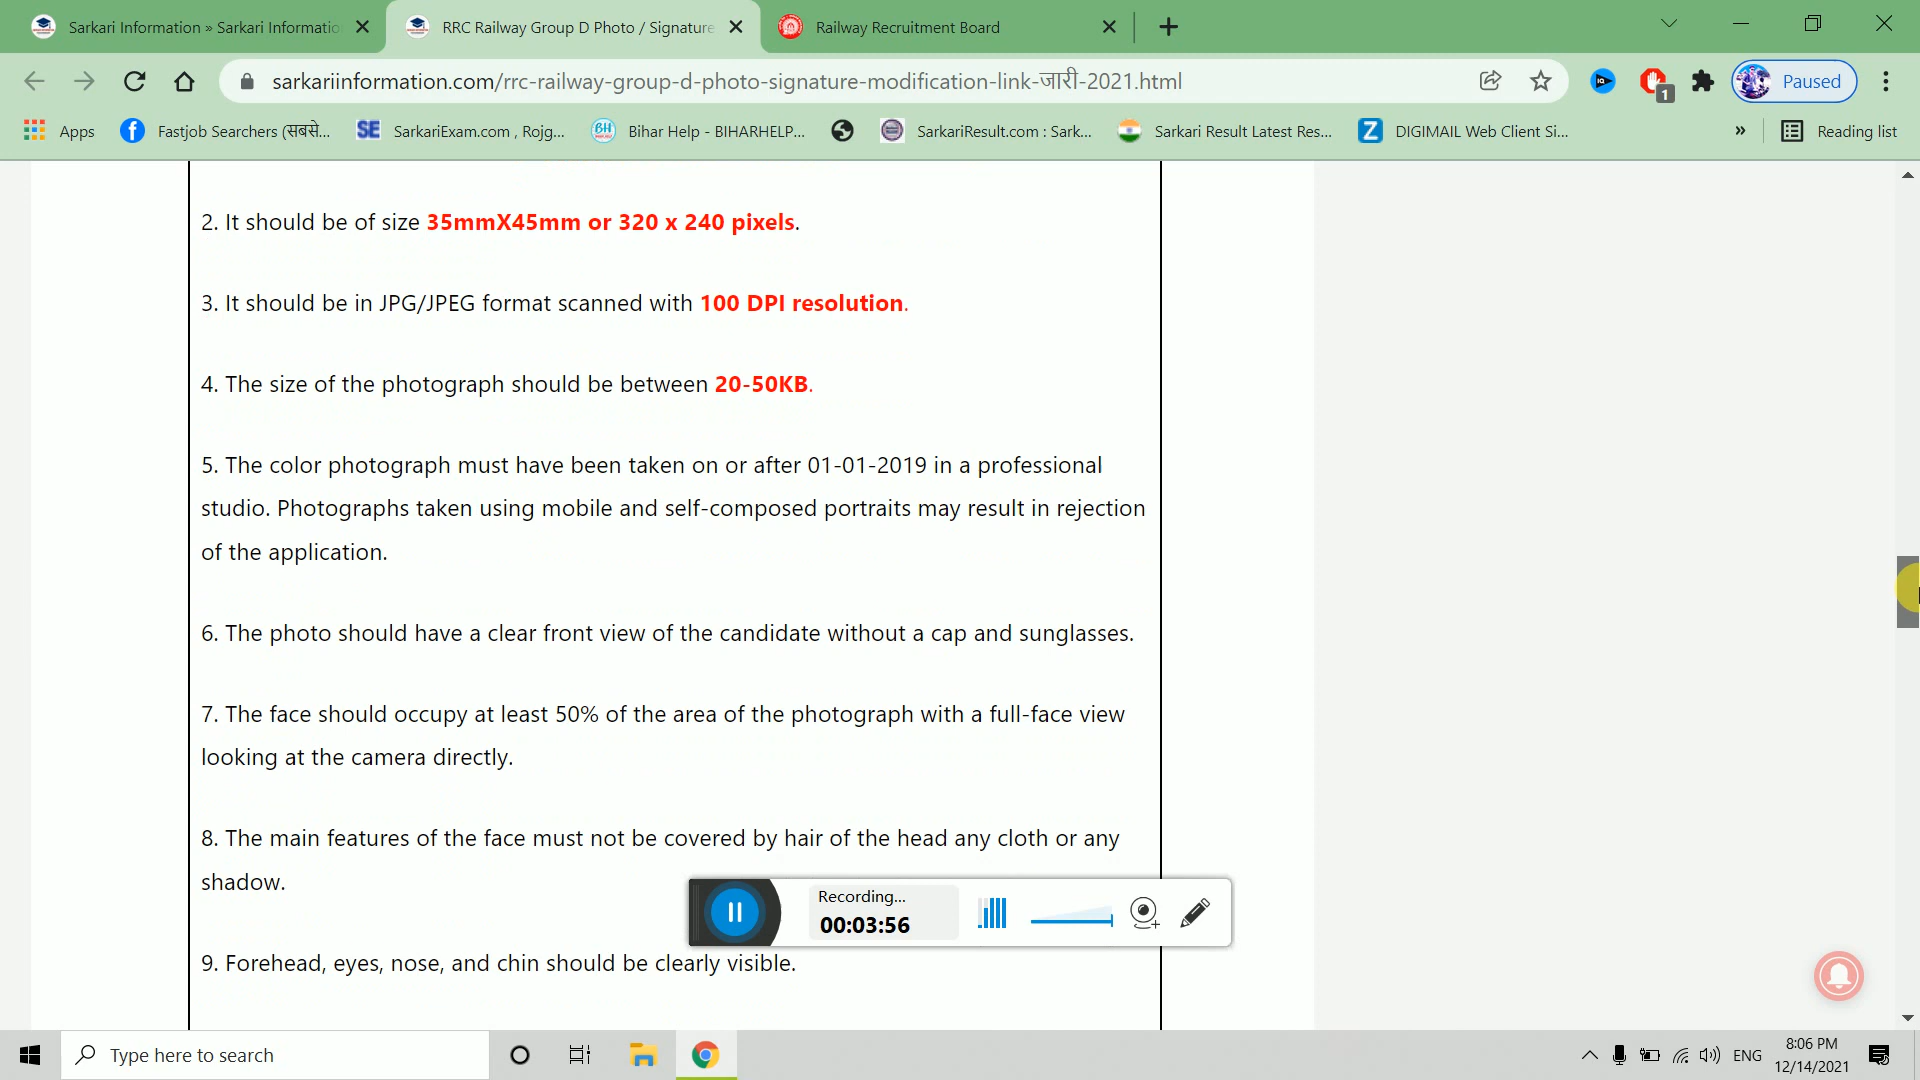 Sarkari Information » Sarkari Informatio
RRC Railway Group D Photo / Signature
Railway Recruitment Board
sarkariinformation.com/rrc-railway-group-d-photo-signature-modification-link-जारी-2021.html
1
Paused
Apps
Fastjob Searchers (सबसे...
SE
SarkariExam.com , Rojg...
BH
Bihar Help - BIHARHELP...
SarkariResult.com : Sark...
Sarkari Result Latest Res...
Z
DIGIMAIL Web Client Si...
»
Reading list
2. It should be of size 35mmX45mm or 320 x 240 pixels.
3. It should be in JPG/JPEG format scanned with 100 DPI resolution.
4. The size of the photograph should be between 20-50KB.
5. The color photograph must have been taken on or after 01-01-2019 in a professional
studio. Photographs taken using mobile and self-composed portraits may result in rejection
of the application.
6. The photo should have a clear front view of the candidate without a cap and sunglasses.
7. The face should occupy at least 50% of the area of the photograph with a full-face view
looking at the camera directly.
8. The main features of the face must not be covered by hair of the head any cloth or any
shadow.
Recording...
00:03:56
9. Forehead, eyes, nose, and chin should be clearly visible.
Type here to search
ENG
8:06 PM
12/14/2021